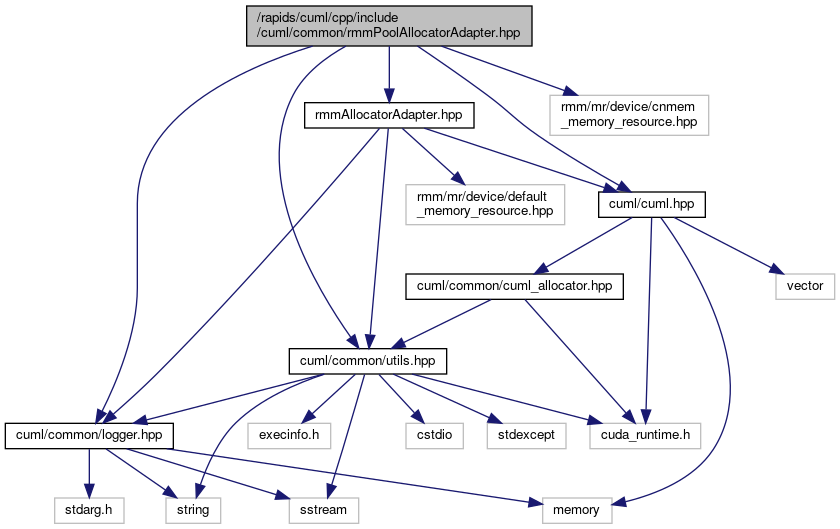 /rapids/cuml/cpp/include
/cuml/common/rmmPoolAllocatorAdapter.hpp
rmmAllocatorAdapter.hpp
rmm/mr/device/cnmem
_memory_resource.hpp
rmm/mr/device/default
_memory_resource.hpp
cuml/cuml.hpp
cuml/common/cuml_allocator.hpp
vector
cuml/common/utils.hpp
cuml/common/logger.hpp
execinfo.h
cstdio
stdexcept
cuda_runtime.h
stdarg.h
string
sstream
memory